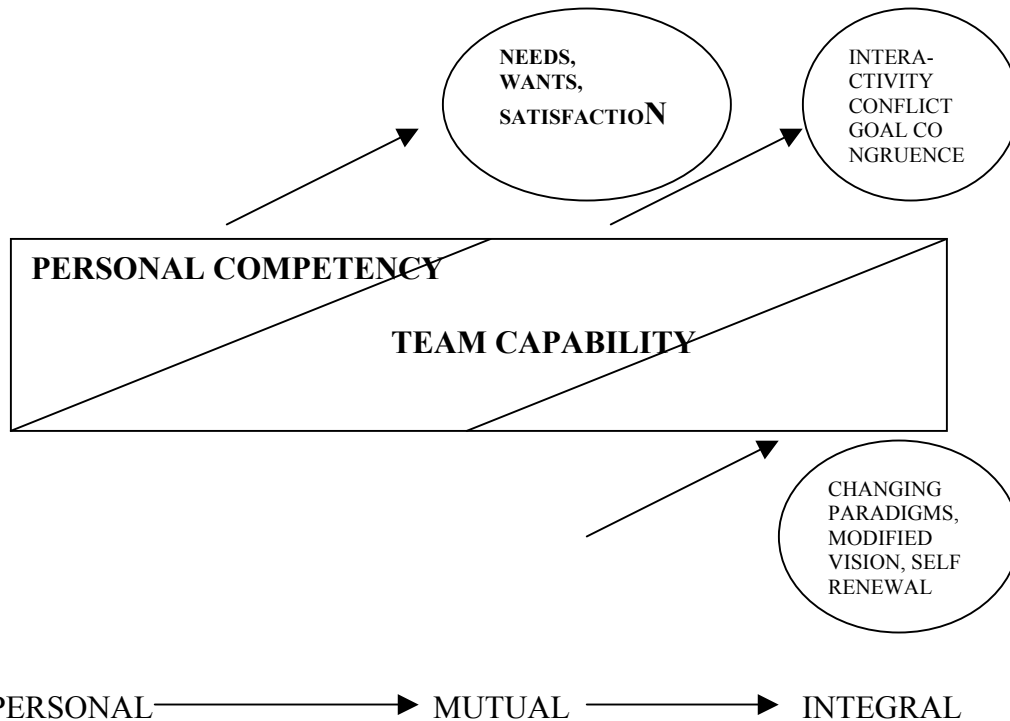 NEEDS,
WANTS,
SATISFACTION
INTERA-
CTIVITY
CONFLICT
GOAL CO
NGRUENCE
PERSONAL COMPETENCY
TEAM CAPABILITY
CHANGING
PARADIGMS,
MODIFIED
VISION, SELF
RENEWAL
PERSONAL MUTUAL INTEGRAL